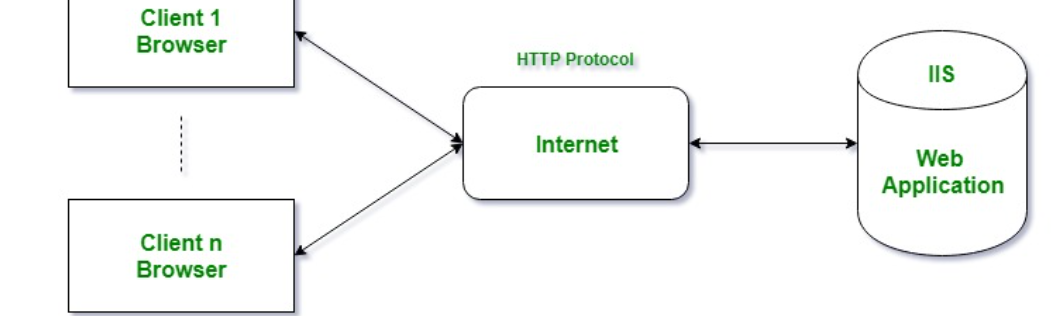 Client 1
Browser
HTTP Protocol
Internet
IIS
Web
Application
Client n
Browser